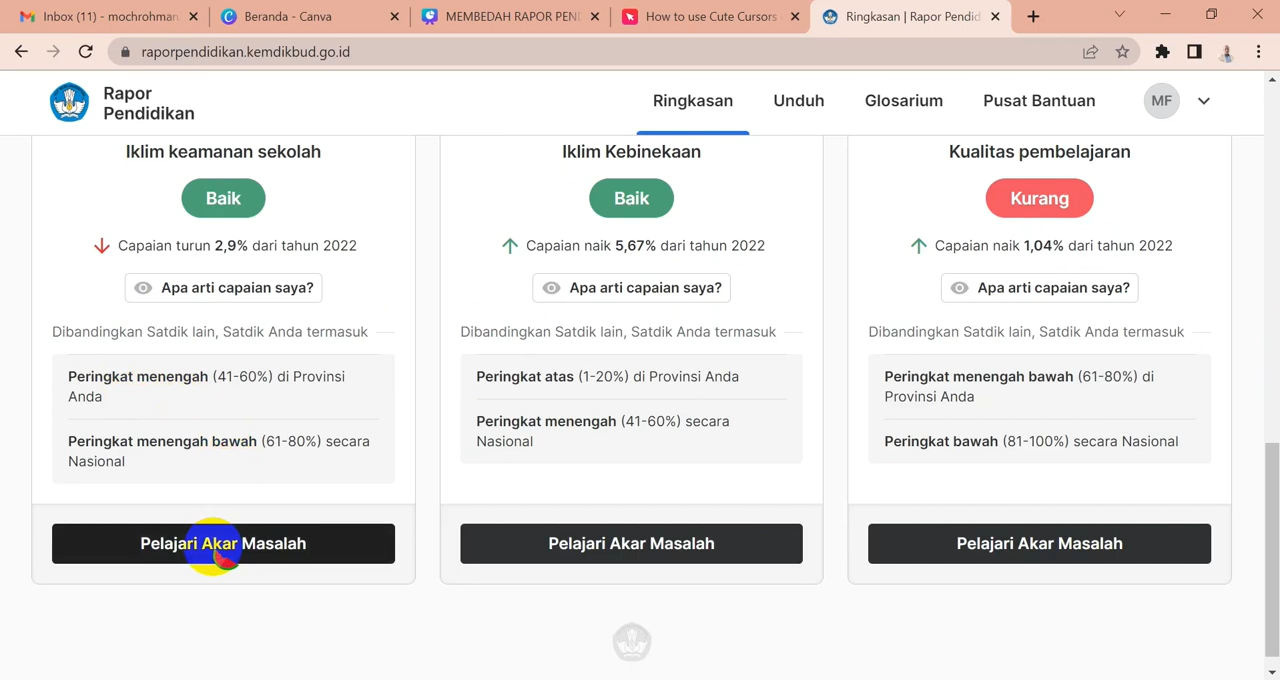 Inbox (11) - mochrohman.
Beranda - Canva
MEMBEDAH RAPOR PEN
How to use Cute Cursors
Ringkasan | Rapor Pendid
raporpendidikan.kemdikbud.go.id
Rapor
Pendidikan
Ringkasan
Unduh
Glosarium
Pusat Bantuan
MF
Iklim keamanan sekolah
Baik
Capaian turun 2,9% dari tahun 2022
Apa arti capaian saya?
Dibandingkan Satdik lain, Satdik Anda termasuk
Peringkat menengah (41-60%) di Provinsi
Anda
Peringkat menengah bawah (61-80%) secara
Nasional
Pelajari Akar Masalah
Iklim Kebinekaan
Baik
Capaian naik 5,67% dari tahun 2022
Apa arti capaian saya?
Dibandingkan Satdik lain, Satdik Anda termasuk
Peringkat atas (1-20%) di Provinsi Anda
Peringkat menengah (41-60%) secara
Nasional
Pelajari Akar Masalah
Kualitas pembelajaran
Kurang
Capaian naik 1,04% dari tahun 2022
Apa arti capaian saya?
Dibandingkan Satdik lain, Satdik Anda termasuk
Peringkat menengah bawah (61-80%) di
Provinsi Anda
Peringkat bawah (81-100%) secara Nasional
Pelajari Akar Masalah